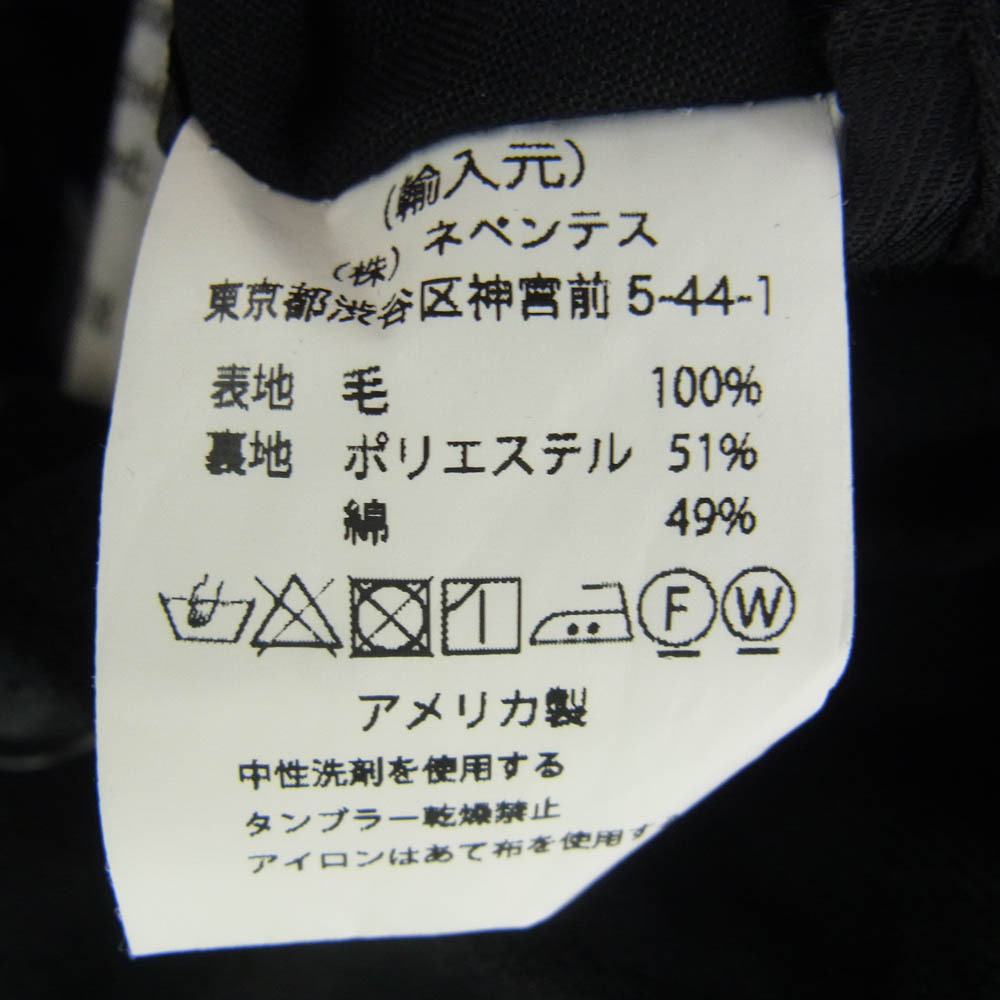 (輸入元)
ネペンテス
(株)
東京都渋谷区神宮前 5-44-1
表地 毛 100%
裏地 ポリエステル 51%
綿 49%
F W
アメリカ製
中性洗剤を使用する
タンブラー乾燥禁止
アイロンはあて布を使用す